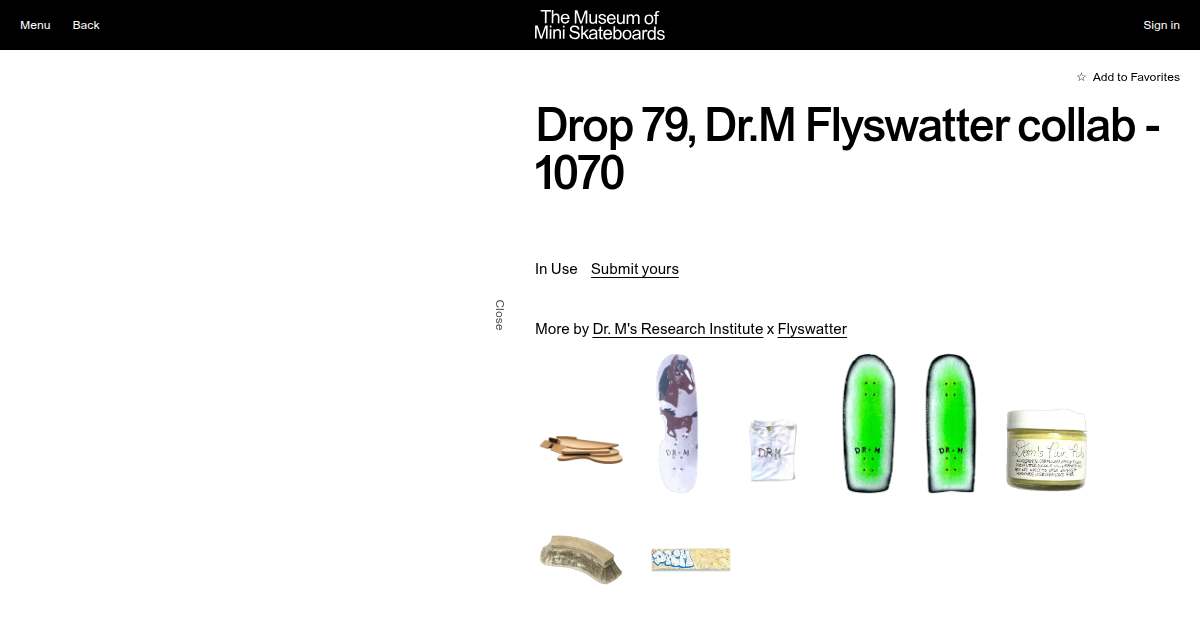 Menu
Back
The Museum of
Mini Skateboards
Sign in
☆ Add to Favorites
Drop 79, Dr.M Flyswatter collab -
1070
In Use
Submit yours
Close
More by Dr. M's Research Institute x Flyswatter
DR·M
DR M
DR·M
DR·M